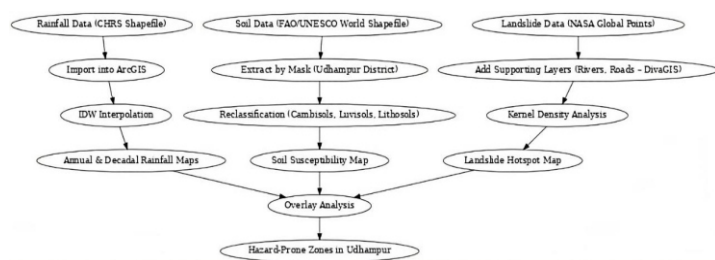 Rainfall Data (CHRS Shapefile)
Soil Data (FAO/UNESCO World Shapefile)
Landslide Data (NASA Global Points)
Import into ArcGIS
Extract by Mask (Udhampur District)
Add Supporting Layers (Rivers, Roads – DivaGIS)
IDW Interpolation
Reclassification (Cambisols, Luvisols, Lithosols)
Kernel Density Analysis
Annual & Decadal Rainfall Maps
Soil Susceptibility Map
Landslide Hotspot Map
Overlay Analysis
Hazard-Prone Zones in Udhampur